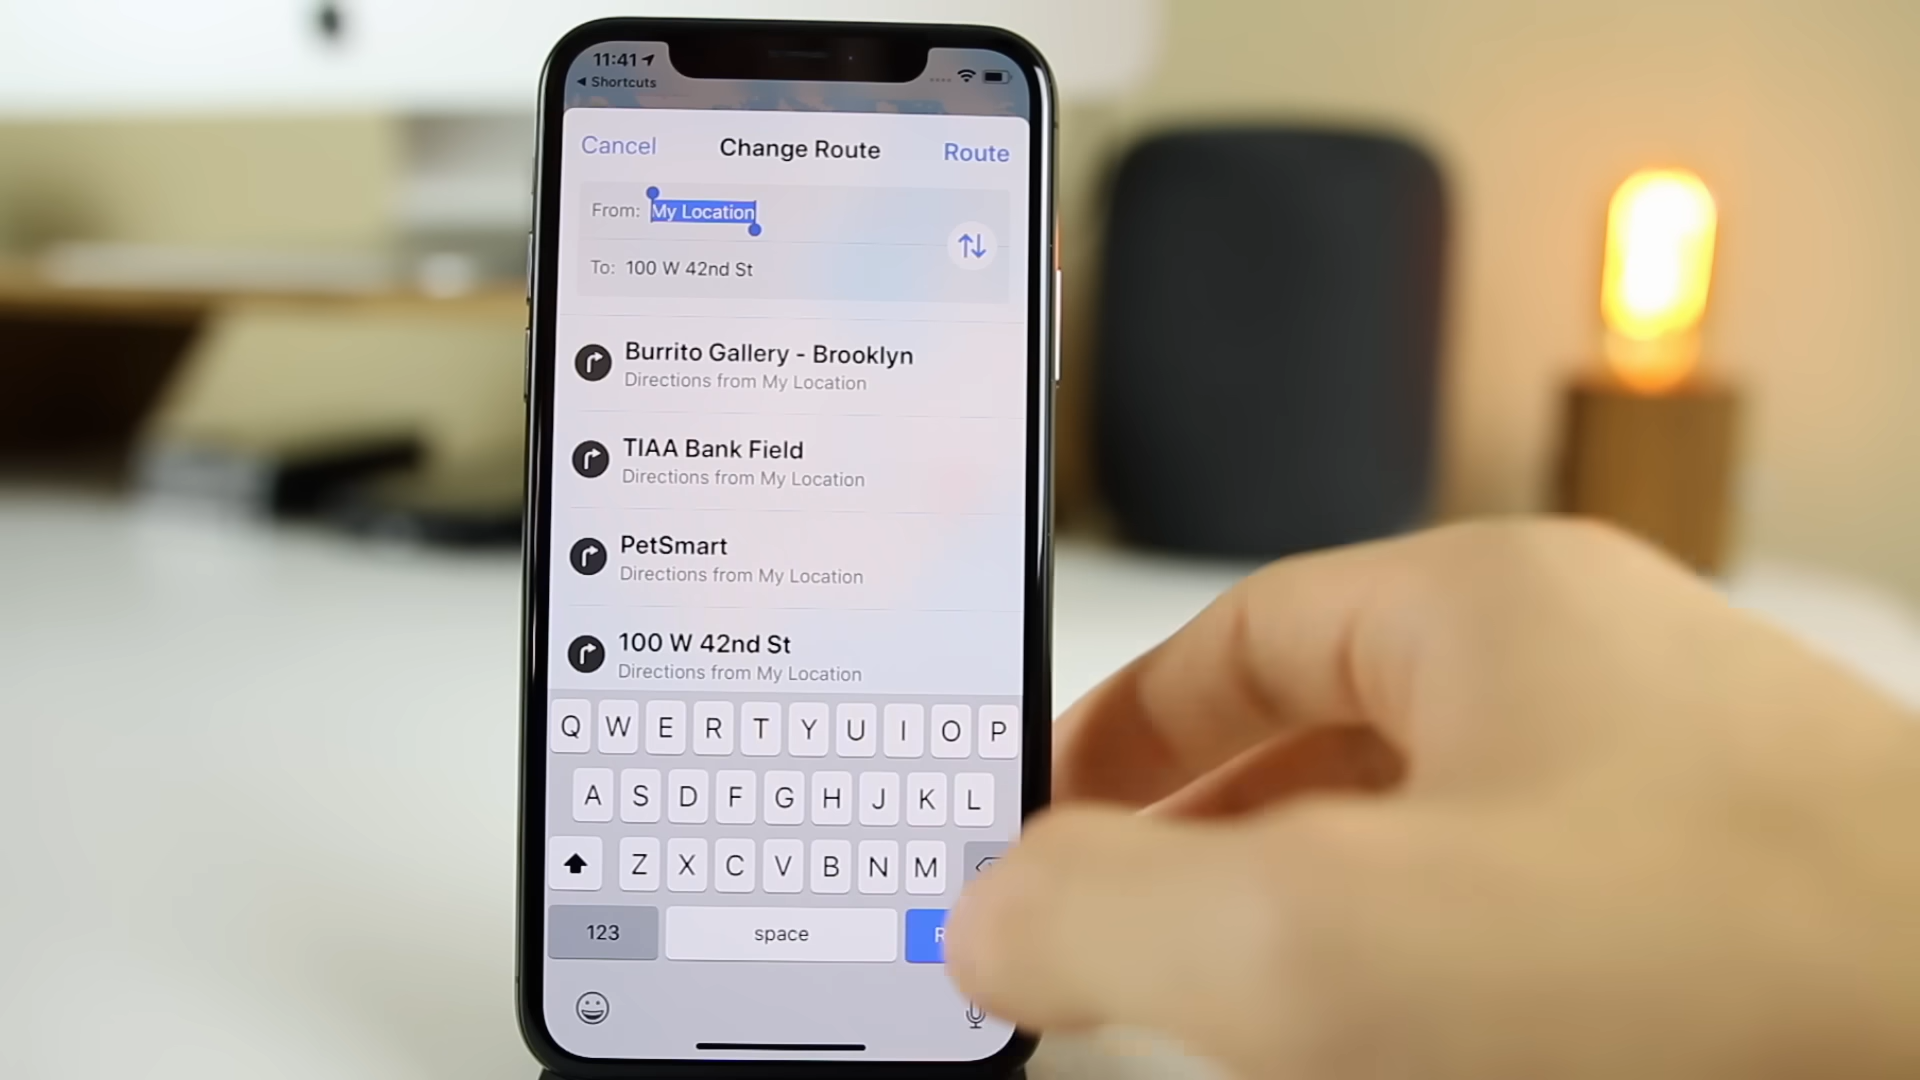 11:41
Shortcuts
Cancel Change Route Route
From: My Location
To: 100 W 42nd St
Burrito Gallery - Brooklyn
Directions from My Location
TIAA Bank Field
Directions from My Location
PetSmart
Directions from My Location
100 W 42nd St
Directions from My Location
Q W E R T Y U I O P
A S D F G H J K L
Z X C V B N M
123 space